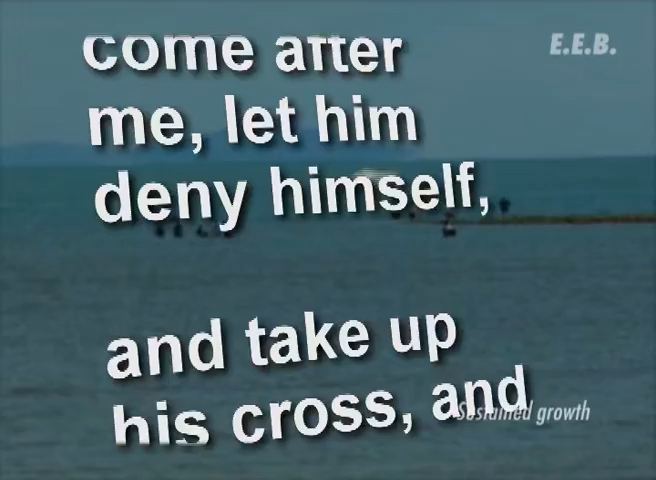 E.E.B.
come after
me, let him
deny himself,
and take up
his cross, and
Sustained growth